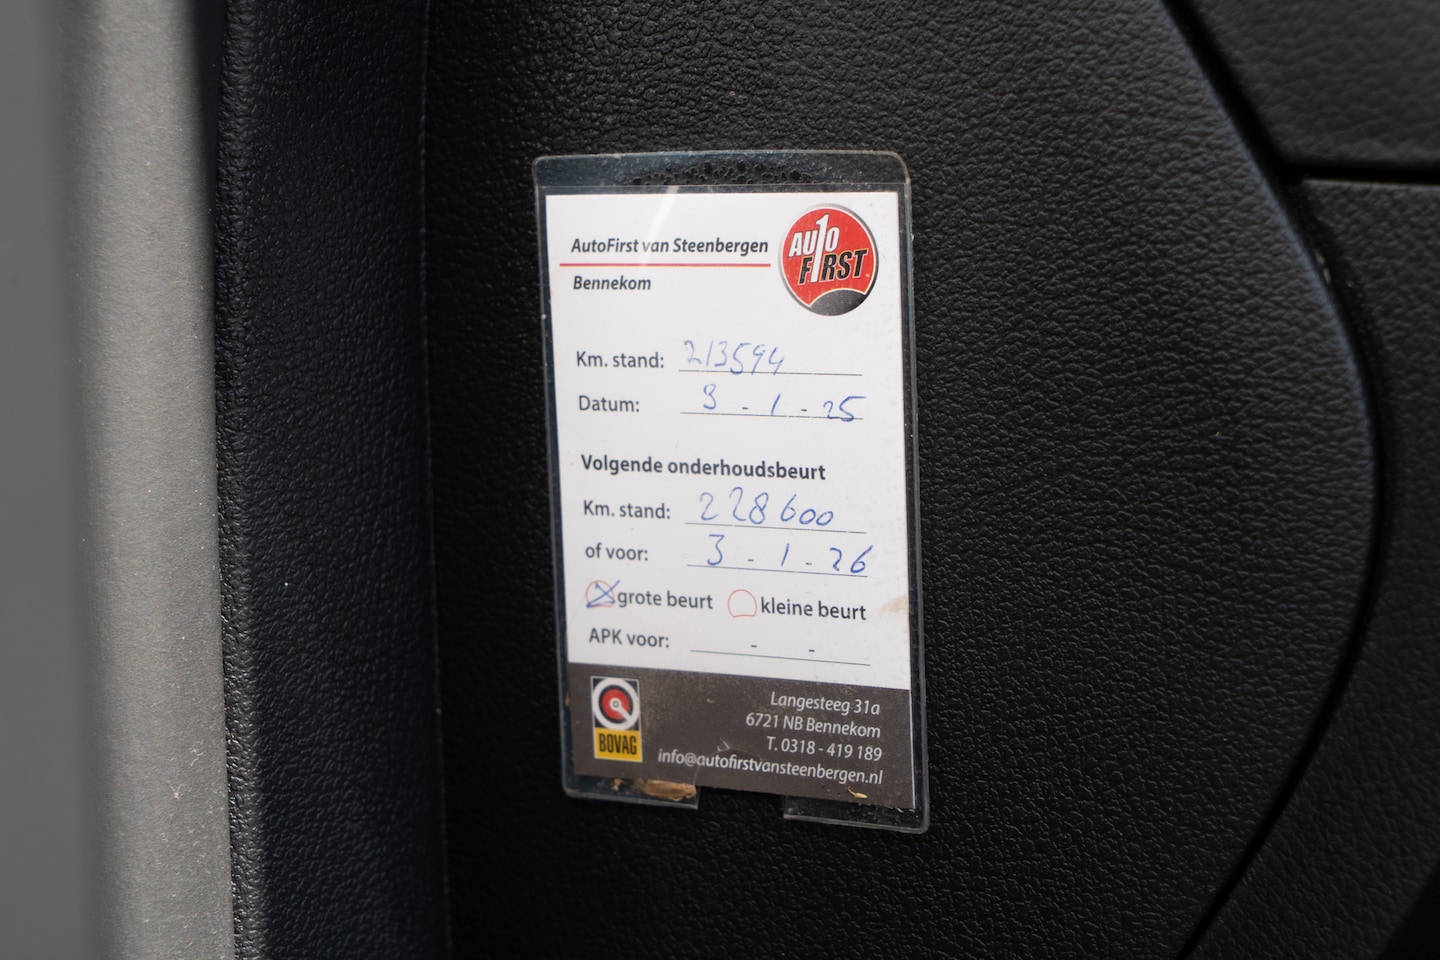 AutoFirst van Steenbergen
Bennekom
AUTO
F1RST
Km. stand: 213594
Datum: 3 - 1 - 25
Volgende onderhoudsbeurt
Km. stand: 228600
of voor: 3 - 1 - 26
grote beurt kleine beurt
APK voor: - -
BOVAG
Langesteeg 31a
6721 NB Bennekom
T. 0318 - 419 189
info@autofirstvansteenbergen.nl